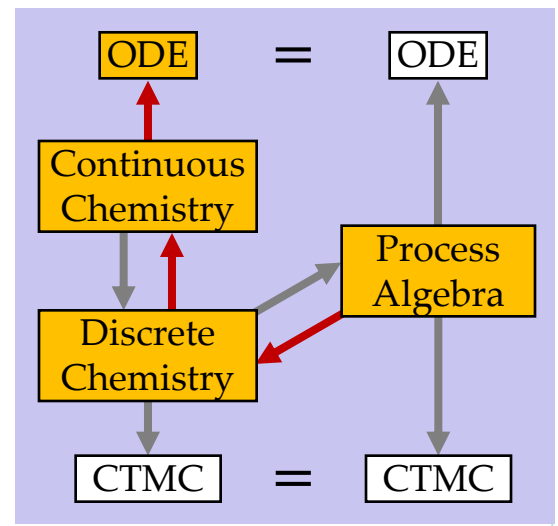 ODE = ODE
Continuous
Chemistry
Process
Algebra
Discrete
Chemistry
CTMC = CTMC